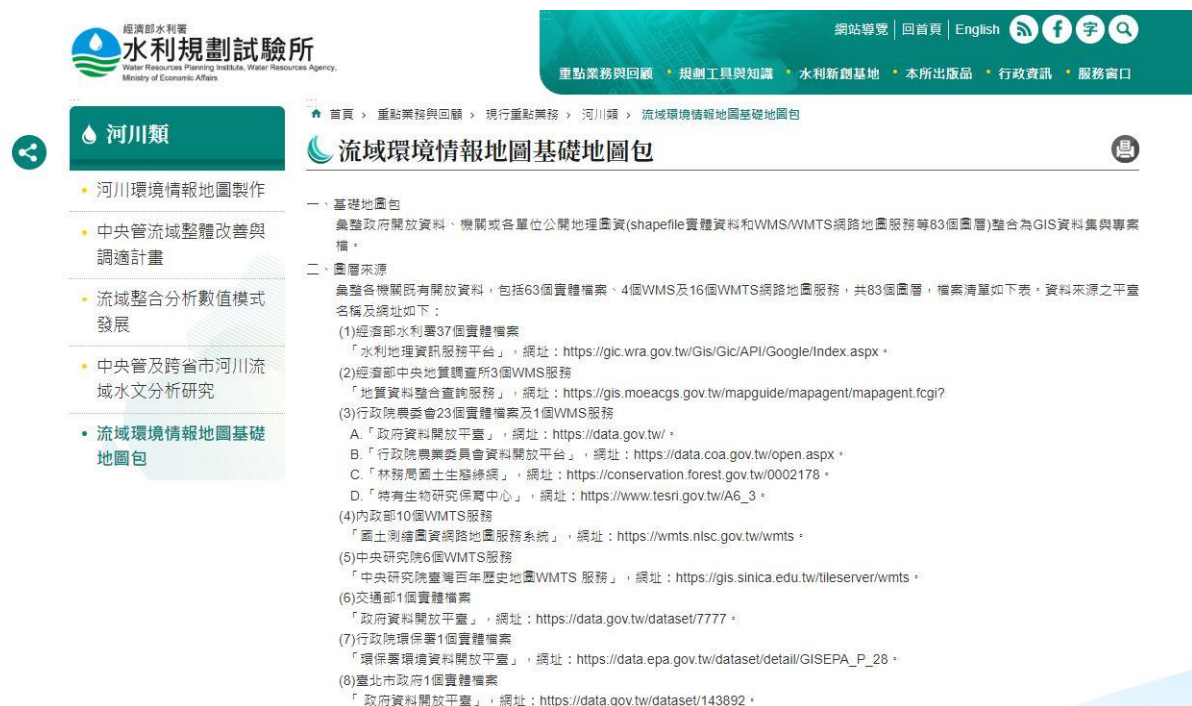 經濟部水利署
水利規劃試驗所
Water Resources Planning Institute, Water Resources Agency,
Ministry of Economic Affairs
網站導覽 | 回首頁 | English
字
重點業務與回顧 • 規劃工具與知識 • 水利新創基地 • 本所出版品 • 行政資訊 • 服務窗口
河川類
河川環境情報地圖製作
中央管流域整體改善與
調適計畫
流域整合分析數值模式
發展
中央管及跨省市河川流
域水文分析研究
流域環境情報地圖基礎
地圖包
首頁 › 重點業務與回顧 › 現行重點業務 › 河川類 › 流域環境情報地圖基礎地圖包
流域環境情報地圖基礎地圖包
一、基礎地圖包
彙整政府開放資料、機關或各單位公開地理圖資(shapefile實體資料和WMS/WMTS網路地圖服務等83個圖層)整合為GIS資料集與專案
檔。
二、圖層來源
彙整各機關既有開放資料，包括63個實體檔案、4個WMS及16個WMTS網路地圖服務，共83個圖層，檔案清單如下表。資料來源之平臺
名稱及網址如下：
(1)經濟部水利署37個實體檔案
「水利地理資訊服務平台」，網址：https://gic.wra.gov.tw/Gis/Gic/API/Google/Index.aspx。
(2)經濟部中央地質調查所3個WMS服務
「地質資料整合查詢服務」，網址：https://gis.moeacgs.gov.tw/mapguide/mapagent/mapagent.fcgi?
(3)行政院農委會23個實體檔案及1個WMS服務
A.「政府資料開放平臺」，網址：https://data.gov.tw/。
B.「行政院農業委員會資料開放平台」，網址：https://data.coa.gov.tw/open.aspx。
C.「林務局國土生態綠網」，網址：https://conservation.forest.gov.tw/0002178。
D.「特有生物研究保育中心」，網址：https://www.tesri.gov.tw/A6_3。
(4)內政部10個WMTS服務
「國土測繪圖資網路地圖服務系統」，網址：https://wmts.nlsc.gov.tw/wmts。
(5)中央研究院6個WMTS服務
「中央研究院臺灣百年歷史地圖WMTS 服務」，網址：https://gis.sinica.edu.tw/tileserver/wmts。
(6)交通部1個實體檔案
「政府資料開放平臺」，網址：https://data.gov.tw/dataset/7777。
(7)行政院環保署1個實體檔案
「環保署環境資料開放平臺」，網址：https://data.epa.gov.tw/dataset/detail/GISEPA_P_28。
(8)臺北市政府1個實體檔案
「 政府資料開放平臺」，網址：https://data.gov.tw/dataset/143892。